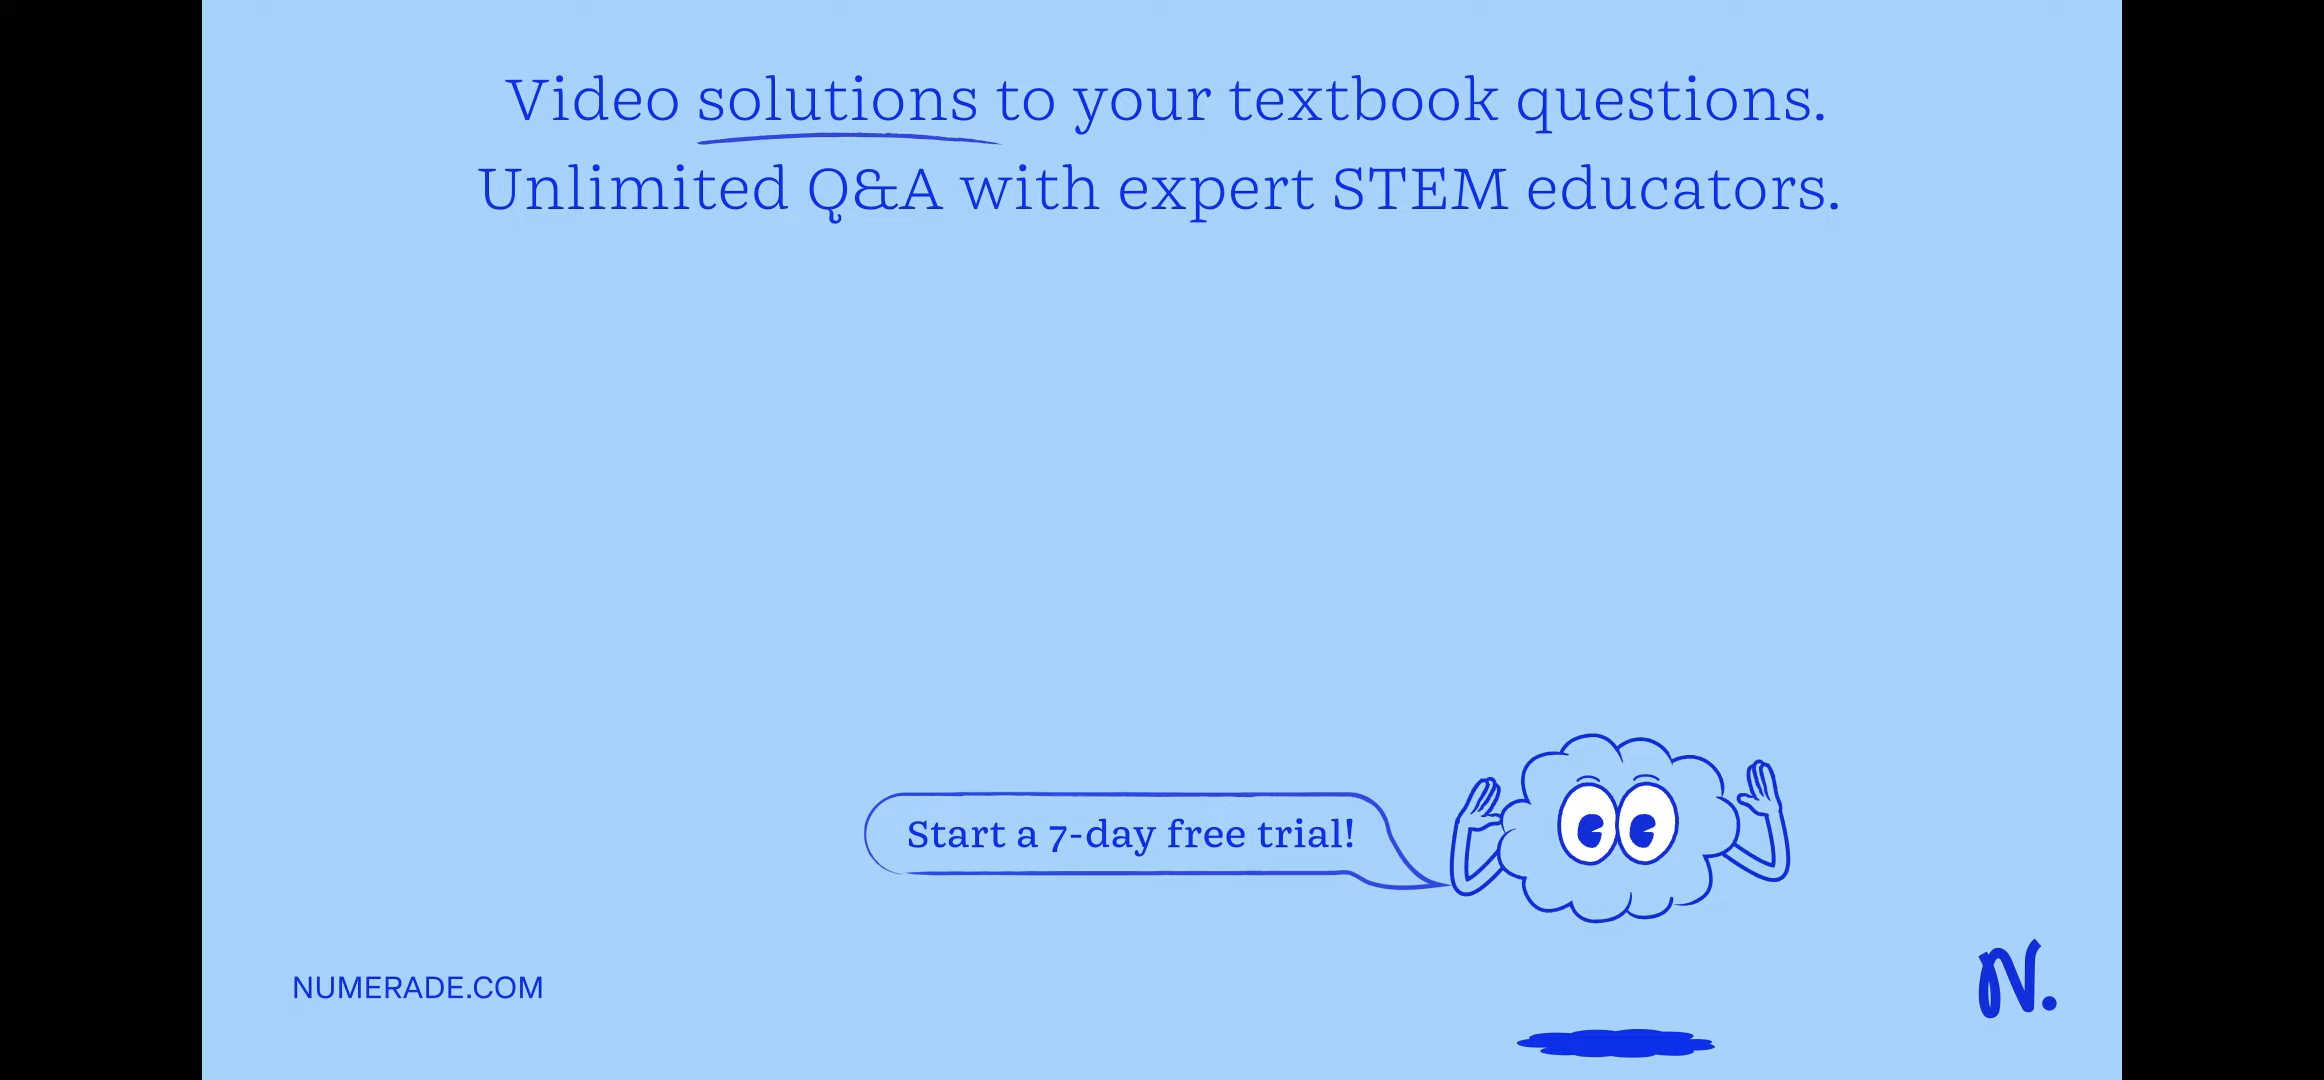 Video solutions to your textbook questions.
Unlimited Q&A with expert STEM educators.
Start a 7-day free trial!
NUMERADE.COM
N.